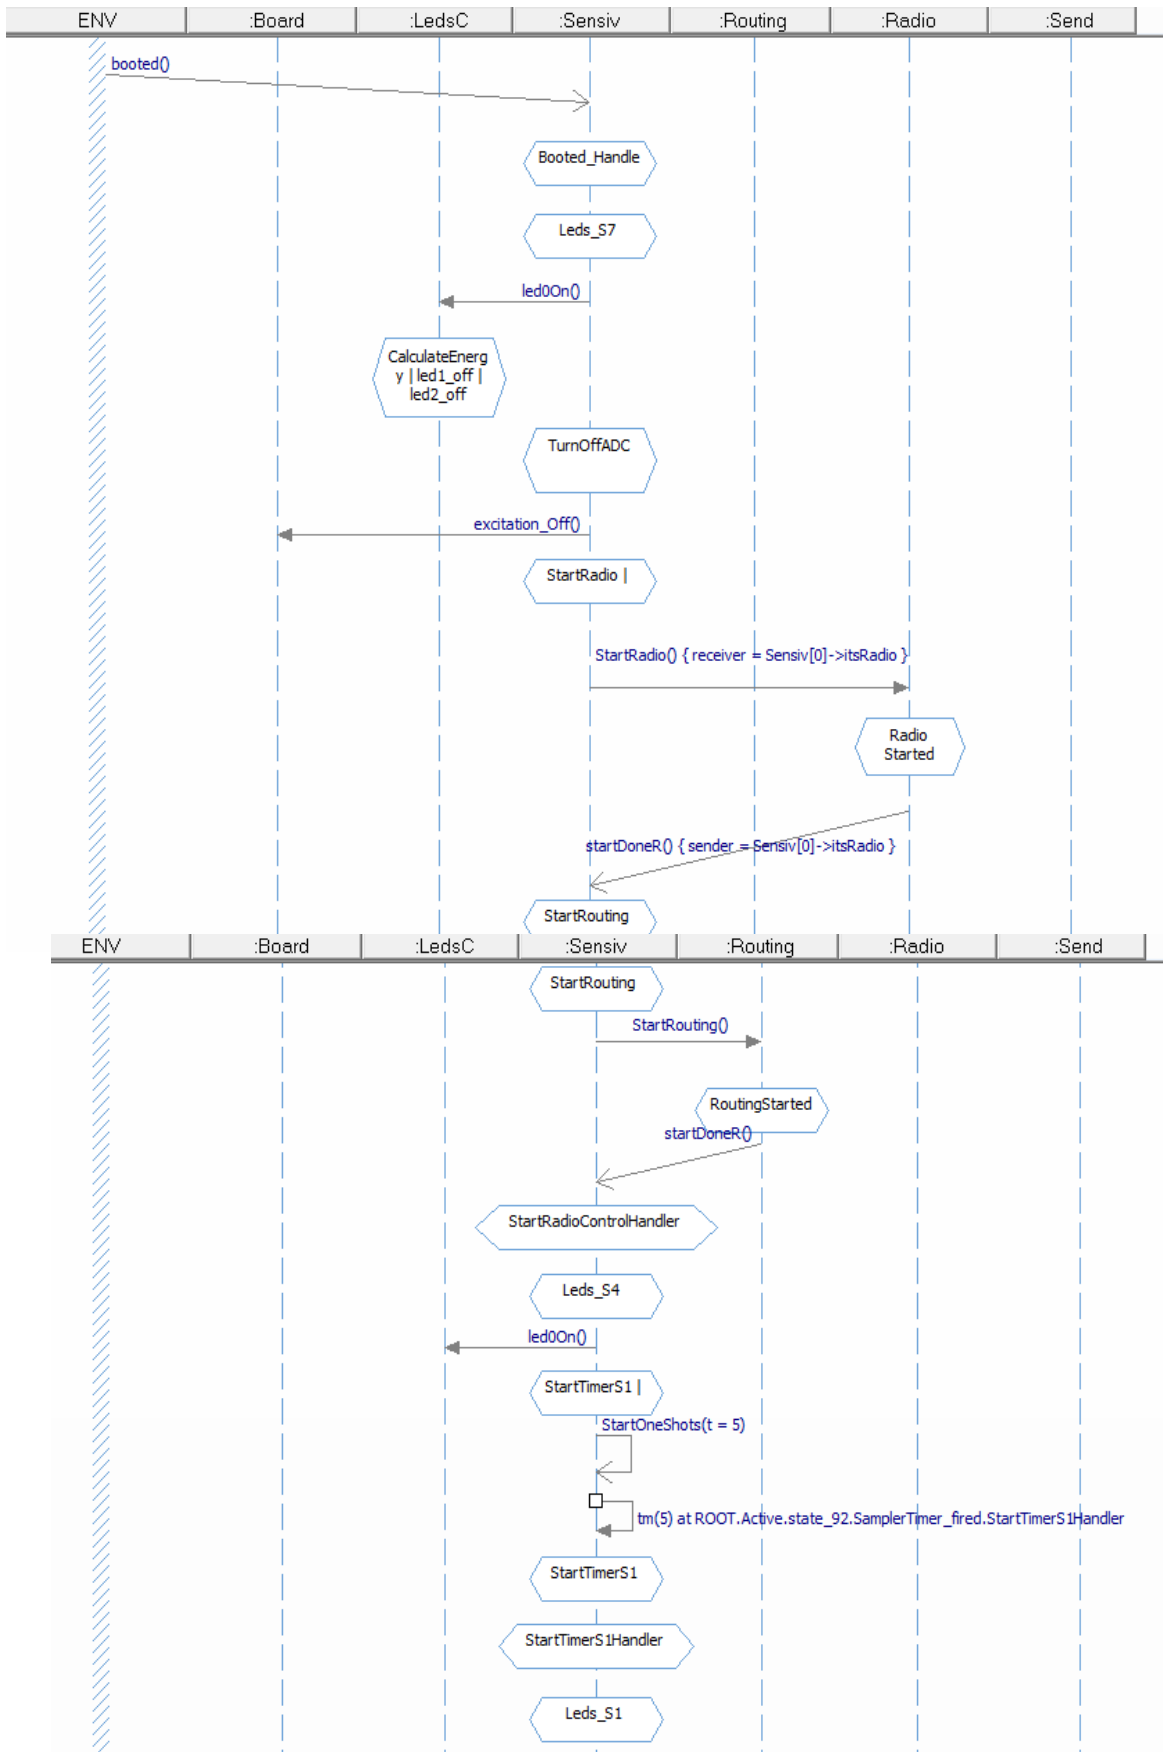 ENV :Board :LedsC :Sensiv :Routing :Radio :Send
booted()
Booted_Handle
Leds_S7
led0On()
CalculateEnerg
y | led1_off |
led2_off
TurnOffADC
excitation_Off()
StartRadio |
StartRadio() { receiver = Sensiv[0]->itsRadio }
Radio
Started
startDoneR() { sender = Sensiv[0]->itsRadio }
StartRouting
ENV :Board :LedsC :Sensiv :Routing :Radio :Send
StartRouting
StartRouting()
RoutingStarted
startDoneR()
StartRadioControlHandler
Leds_S4
led0On()
StartTimerS1 |
StartOneShots(t = 5)
tm(5) at ROOT.Active.state_92.SamplerTimer_fired.StartTimerS1Handler
StartTimerS1
StartTimerS1Handler
Leds_S1